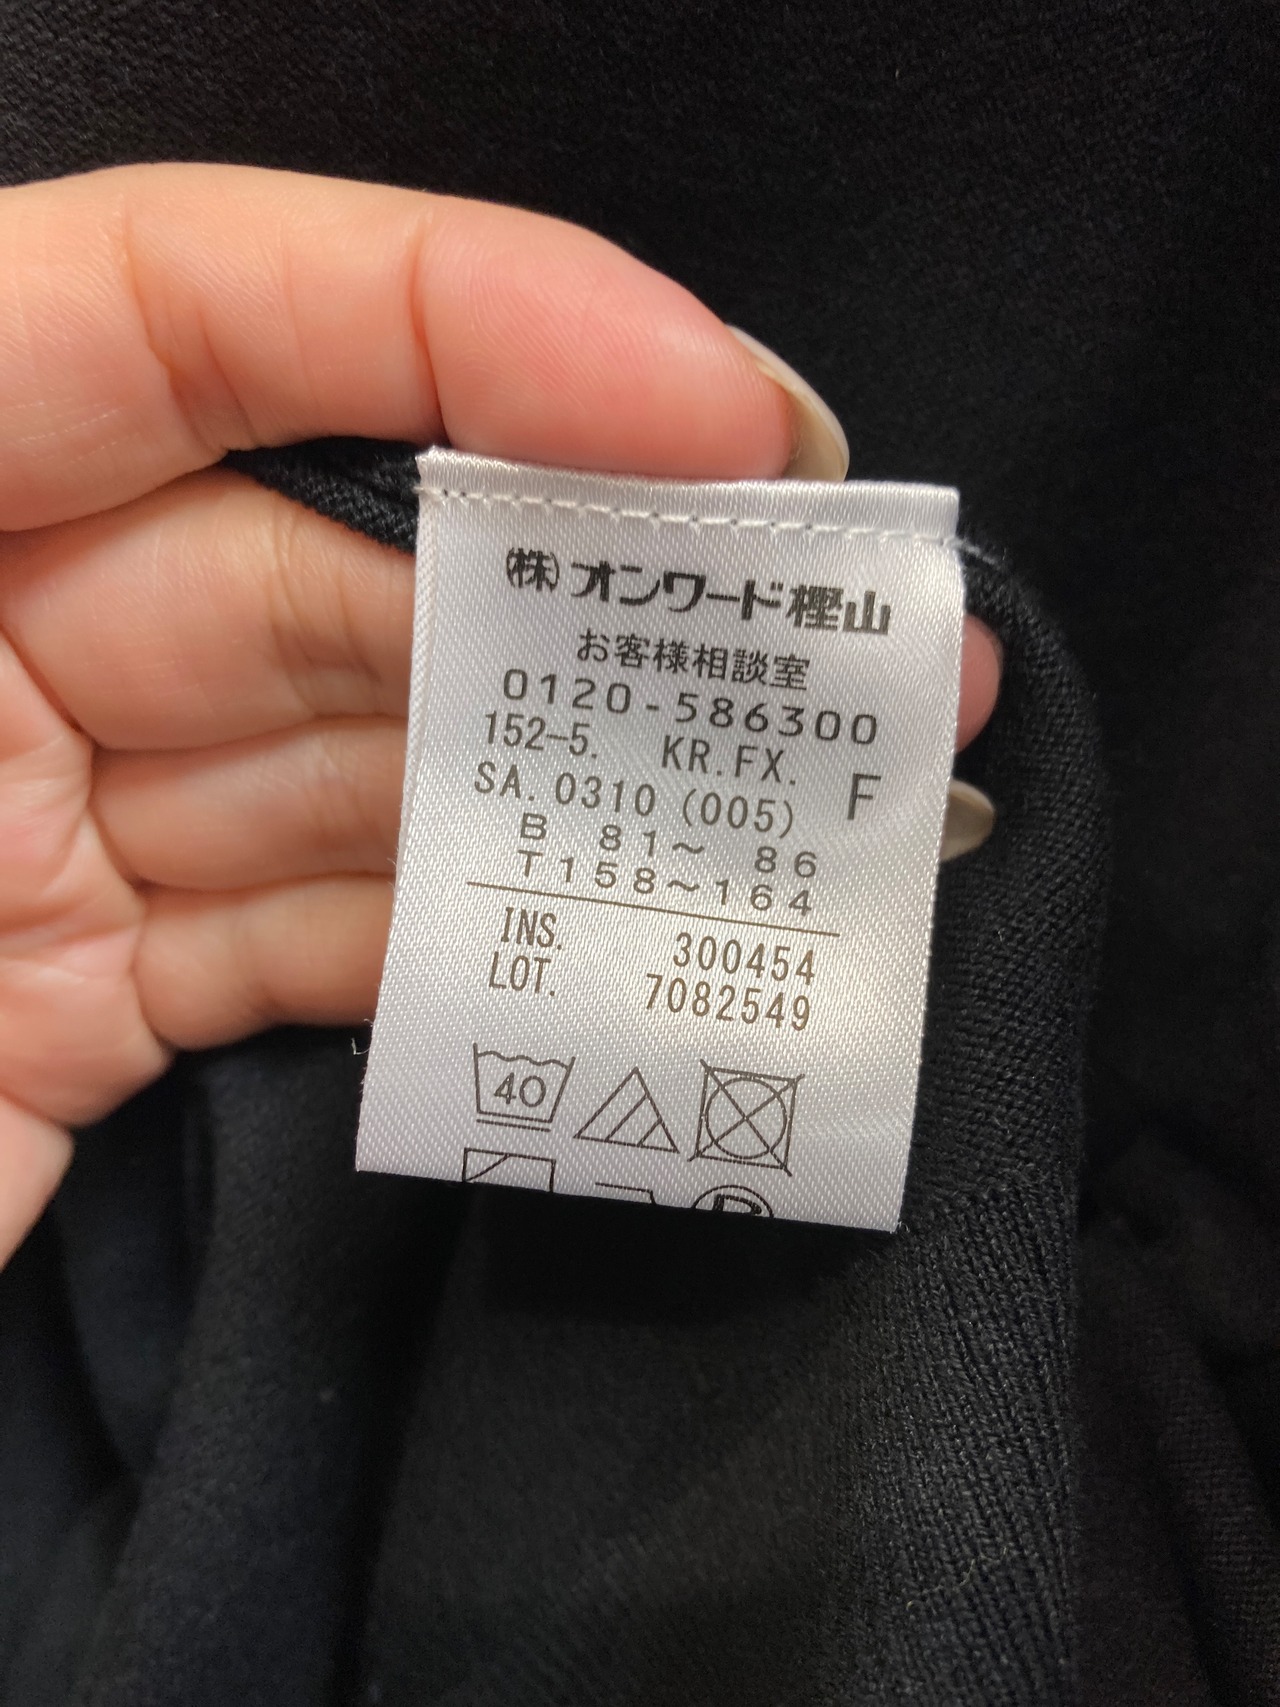 ㈱オンワード樫山
お客様相談室
0120-586300
152-5. KR.FX.
F
SA. 0310 (005)
B 81～ 86
T158～164
INS. 300454
LOT. 7082549
40